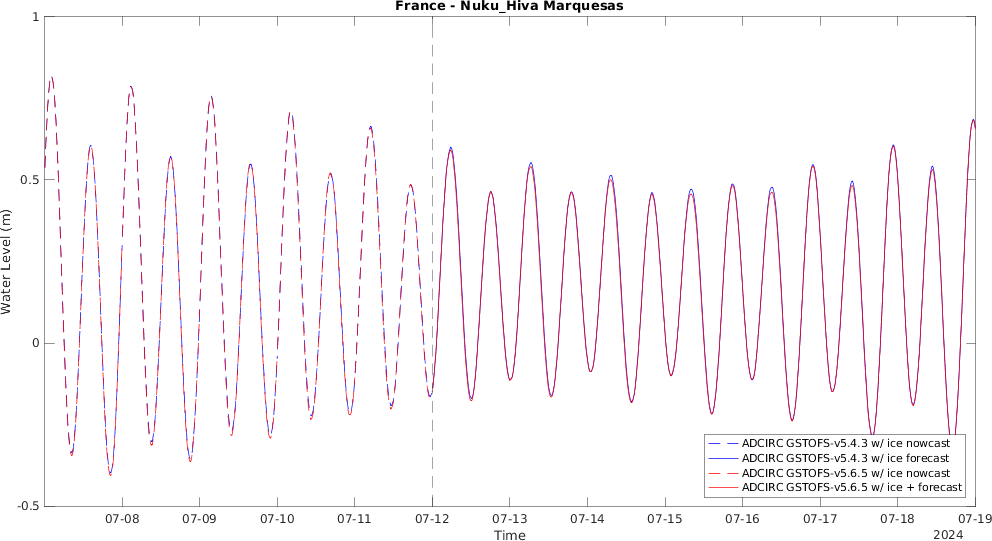 France - Nuku_Hiva Marquesas
Water Level (m)
1
0.5
0
-0.5
07-08
07-09
07-10
07-11
07-12
07-13
07-14
07-15
07-16
07-17
07-18
07-19
Time
2024
ADCIRC GSTOFS-v5.4.3 w/ ice nowcast
ADCIRC GSTOFS-v5.4.3 w/ ice forecast
ADCIRC GSTOFS-v5.6.5 w/ ice nowcast
ADCIRC GSTOFS-v5.6.5 w/ ice + forecast